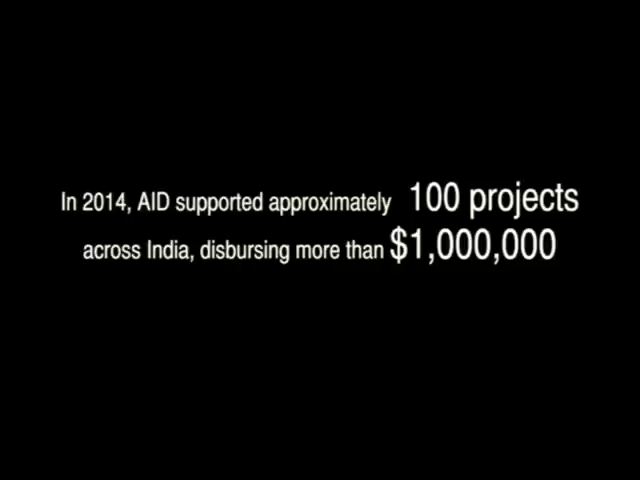 In 2014, AID supported approximately 100 projects
across India, disbursing more than $1,000,000